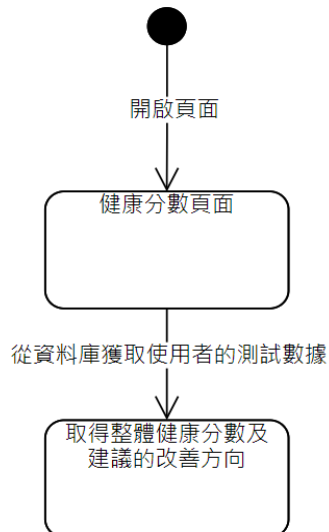 開啟頁面
健康分數頁面
從資料庫獲取使用者的測試數據
取得整體健康分數及
建議的改善方向